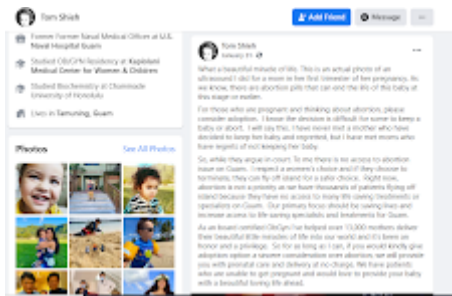 Tom Shieh
Add Friend
Message
Former Former Naval Medical Officer at U.S.
Naval Hospital Guam
Studied Ob/GYN Residency at Kapiolani
Medical Center for Women & Children
Studied Biochemistry at Chaminade
University of Honolulu
Lives in Tamuning, Guam
Photos
See All Photos
Tom Shieh
January
What a beautiful miracle of life. This is an actual photo of an
ultrasound I did for a mom in her first trimester of her pregnancy. As
we know, there are abortion pills that can end the life of this baby at
this stage or earlier.
For those who are pregnant and thinking about abortion, please
consider adoption. I know the decision is difficult for some to keep a
baby or abort. I will say this, I have never met a mother who have
decided to keep her baby and regretted, but I have met moms who
have regrets of not keeping her baby.
So, while they argue in court. To me there is no access to abortion
issue on Guam. I respect a women's choice and if they choose to
terminate, they can fly off island for a safer choice. Right now,
abortion is not a priority as we have thousands of patients flying off
island because they have no access to many life saving treatments or
specialists on Guam. Our primary focus should be saving lives and
increase access to life saving specialists and treatments for Guam.
As an board certified ObGyn I've helped over 13,000 mothers deliver
their beautiful little miracles of life into our world and it's been an
honor and a privilege. So for as long as I can, if you would kindly give
adoption option a sincere consideration over abortion, we will provide
you with prenatal care and delivery at no charge. We have patients
who are unable to get pregnant and would love to provide your baby
with a beautiful loving life ahead.